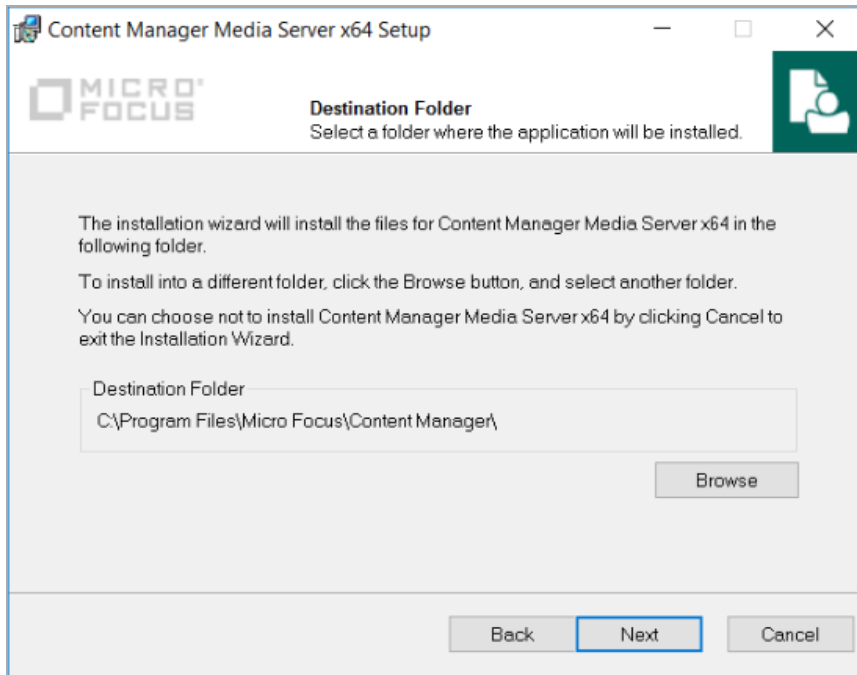 Content Manager Media Server x64 Setup
MICRO
FOCUS
Destination Folder
Select a folder where the application will be installed.
The installation wizard will install the files for Content Manager Media Server x64 in the
following folder.
To install into a different folder, click the Browse button, and select another folder.
You can choose not to install Content Manager Media Server x64 by clicking Cancel to
exit the Installation Wizard.
Destination Folder
C:\Program Files\Micro Focus\Content Manager\
Browse
Back
Next
Cancel